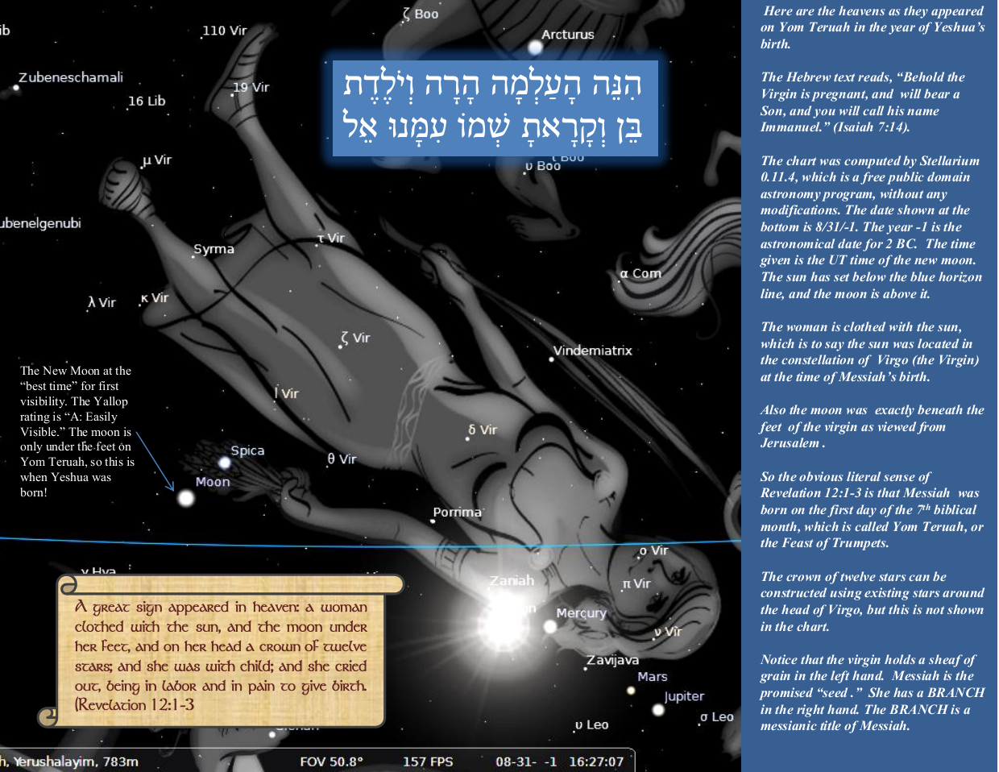 ζ Boo
110 Vir
Arcturus
Zubeneschamali
19 Vir
16 Lib
הִנֵּה הָעַלְמָה הָרָה וְיֹלֶדֶת
בֵּן וְקָרָאתָ שְׁמוֹ עִמָּנוּ אֵל
μ Vir
υ Boo
ubenelgenubi
τ Vir
Syrma
α Com
λ Vir
κ Vir
ζ Vir
Vindemiatrix
The New Moon at the
“best time” for first
visibility. The Yallop
rating is “A: Easily
Visible.” The moon is
only under the feet on
Yom Teruah, so this is
when Yeshua was
born!
δ Vir
Spica
θ Vir
Moon
Porrima
ο Vir
Zaniah
π Vir
Mercury
ν Vir
Zavijava
Mars
Jupiter
σ Leo
υ Leo
A great sign appeared in heaven: a woman
clothed with the sun, and the moon under
her feet, and on her head a crown of twelve
stars; and she was with child; and she cried
out, being in labor and in pain to give birth.
(Revelation 12:1-3
h, Yerushalayim, 783m
FOV 50.8°
157 FPS
08-31- -1 16:27:07
Here are the heavens as they appeared
on Yom Teruah in the year of Yeshua’s
birth.
The Hebrew text reads, “Behold the
Virgin is pregnant, and will bear a
Son, and you will call his name
Immanuel.” (Isaiah 7:14).
The chart was computed by Stellarium
0.11.4, which is a free public domain
astronomy program, without any
modifications. The date shown at the
bottom is 8/31/-1. The year -1 is the
astronomical date for 2 BC. The time
given is the UT time of the new moon.
The sun has set below the blue horizon
line, and the moon is above it.
The woman is clothed with the sun,
which is to say the sun was located in
the constellation of Virgo (the Virgin)
at the time of Messiah’s birth.
Also the moon was exactly beneath the
feet of the virgin as viewed from
Jerusalem .
So the obvious literal sense of
Revelation 12:1-3 is that Messiah was
born on the first day of the 7th biblical
month, which is called Yom Teruah, or
the Feast of Trumpets.
The crown of twelve stars can be
constructed using existing stars around
the head of Virgo, but this is not shown
in the chart.
Notice that the virgin holds a sheaf of
grain in the left hand. Messiah is the
promised “seed .” She has a BRANCH
in the right hand. The BRANCH is a
messianic title of Messiah.